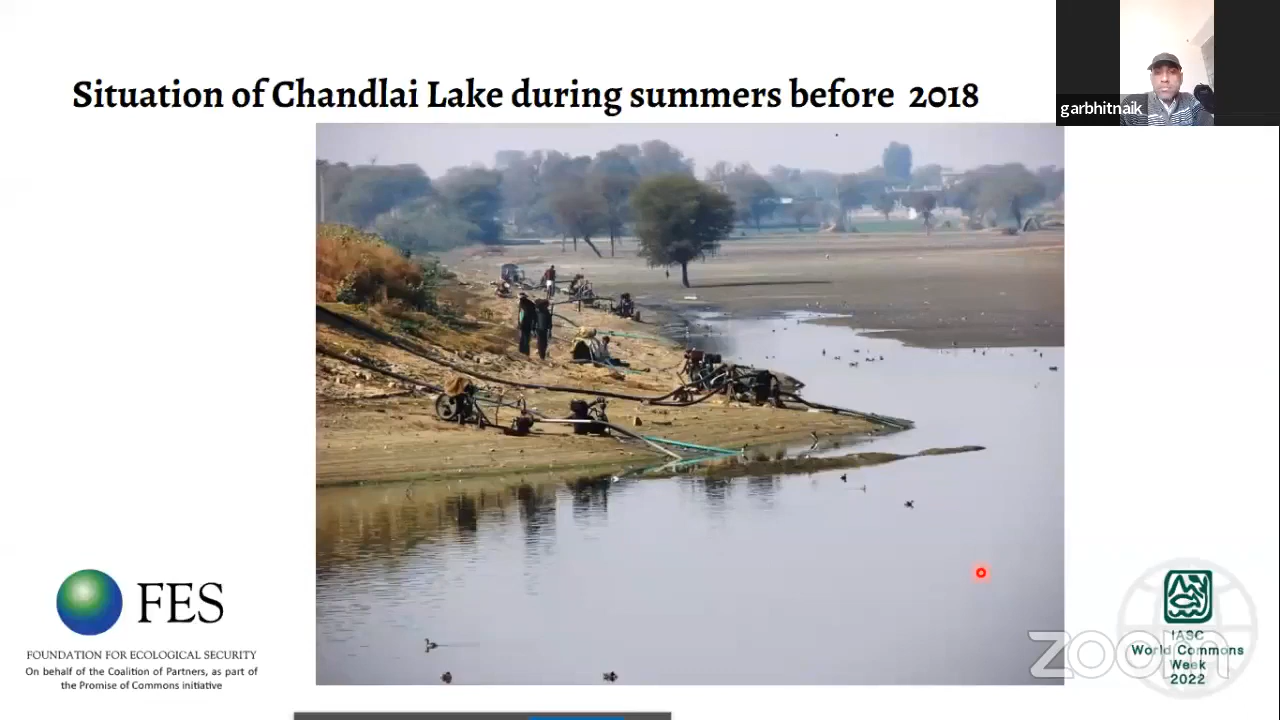 Situation of Chandlai Lake during summers before 2018
garbhitnaik
FES
FOUNDATION FOR ECOLOGICAL SECURITY
On behalf of the Coalition of Partners, as part of
the Promise of Commons initiative
zoom
IASC
World Commons
Week
2022